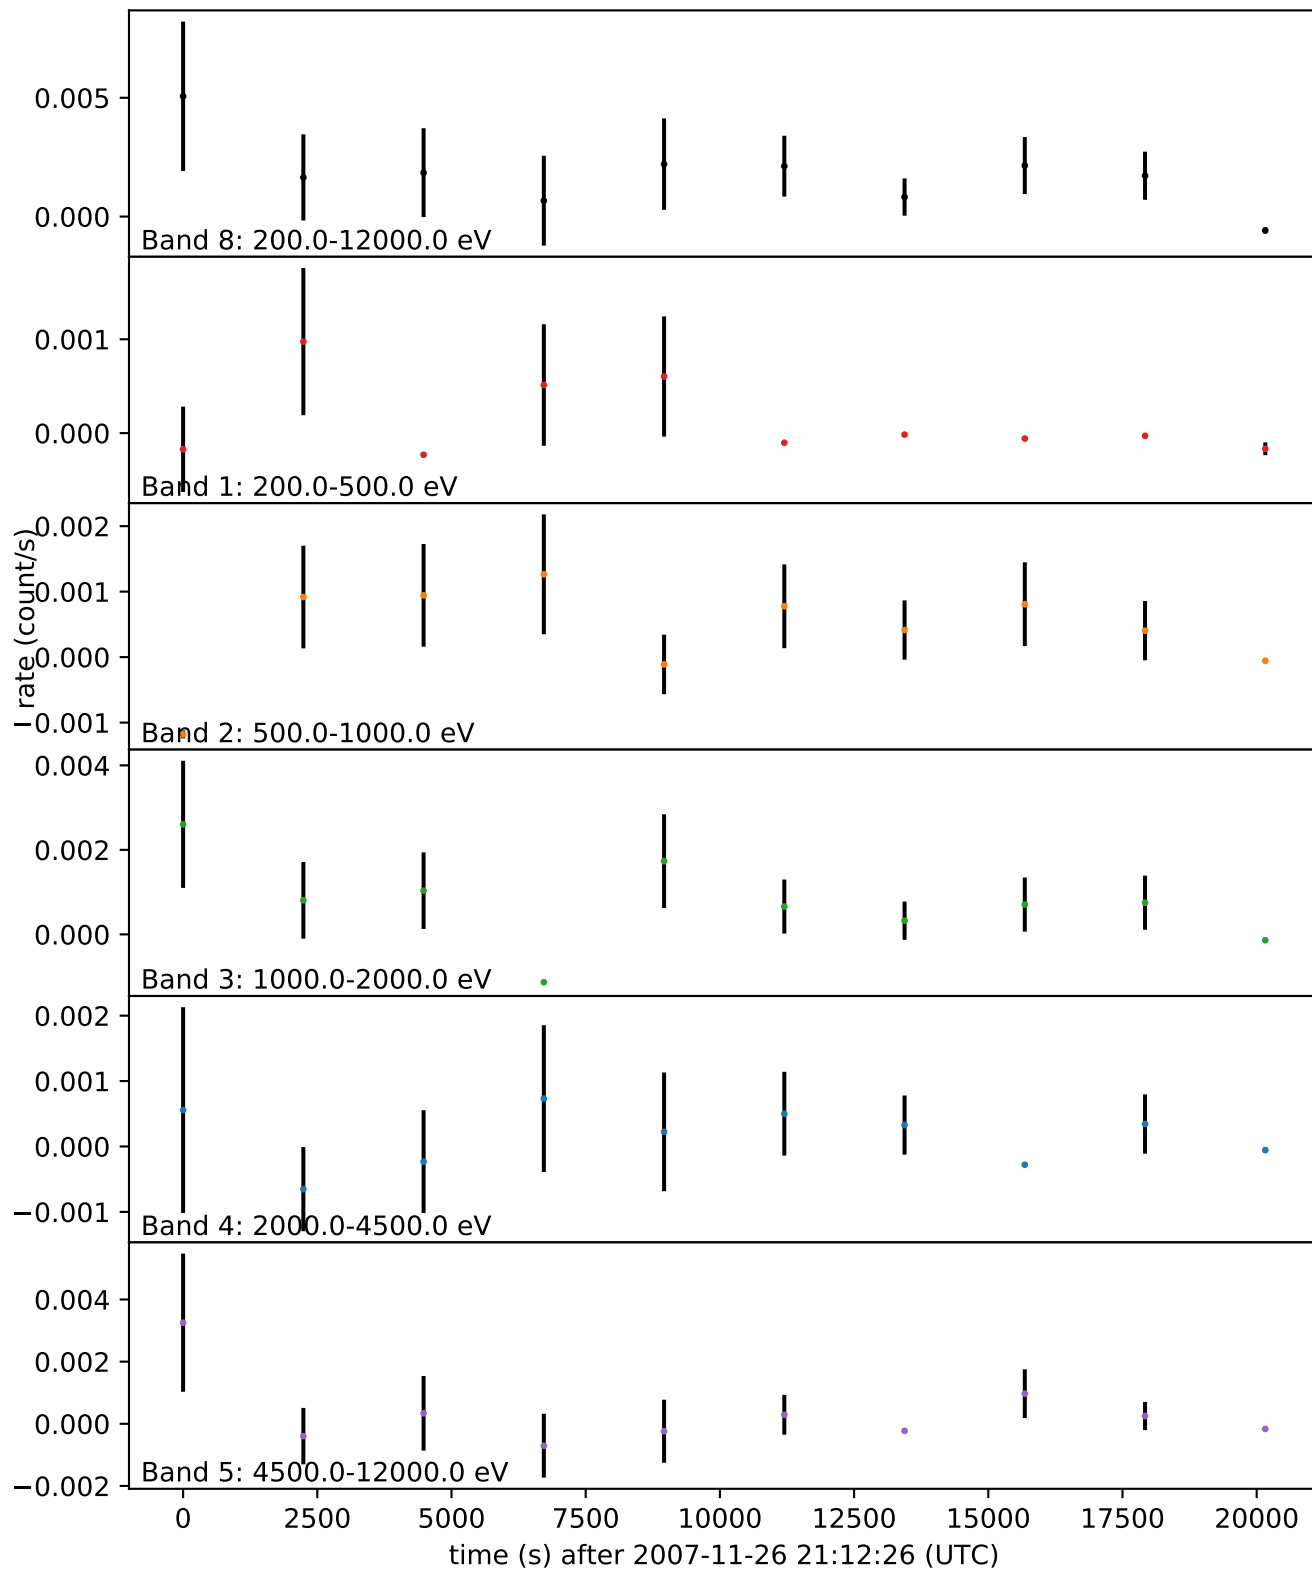 0.005
0.000
Band 8: 200.0-12000.0 eV
0.001
0.000
Band 1: 200.0-500.0 eV
rate (count/s)
0.002
0.001
0.000
−0.001
Band 2: 500.0-1000.0 eV
0.004
0.002
0.000
Band 3: 1000.0-2000.0 eV
0.002
0.001
0.000
−0.001
Band 4: 2000.0-4500.0 eV
0.004
0.002
0.000
−0.002
Band 5: 4500.0-12000.0 eV
0 2500 5000 7500 10000 12500 15000 17500 20000
time (s) after 2007-11-26 21:12:26 (UTC)